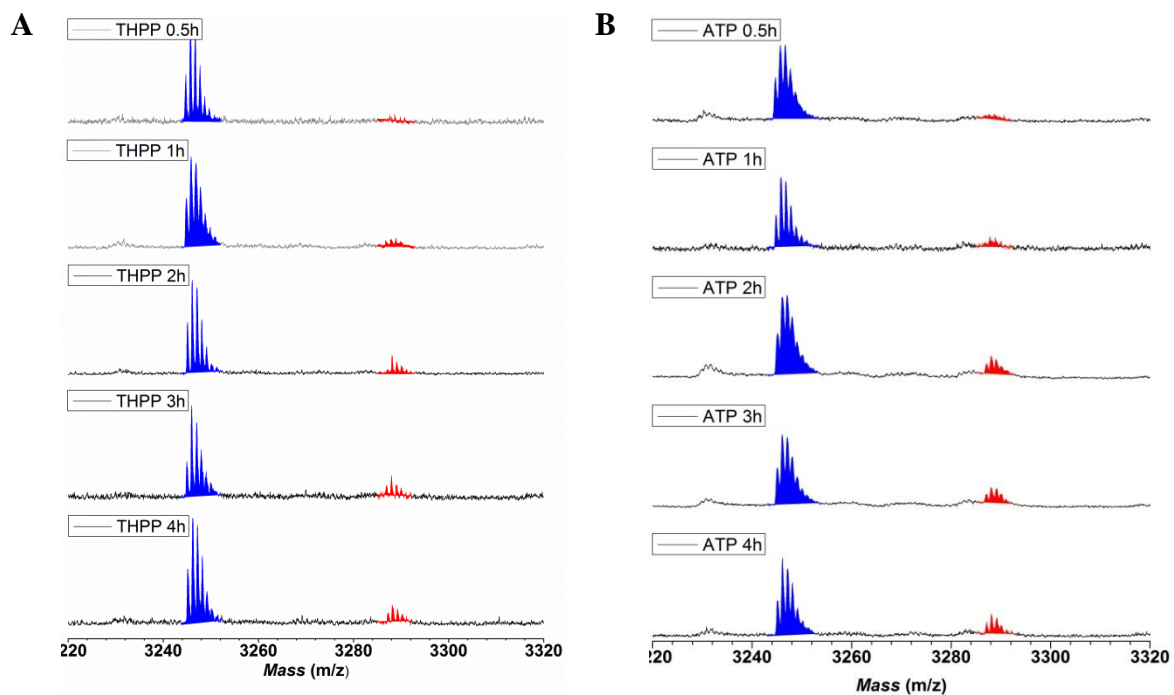 A
THPP 0.5h
THPP 1h
THPP 2h
THPP 3h
THPP 4h
220 3240 3260 3280 3300 3320
Mass (m/z)
B
ATP 0.5h
ATP 1h
ATP 2h
ATP 3h
ATP 4h
220 3240 3260 3280 3300 3320
Mass (m/z)